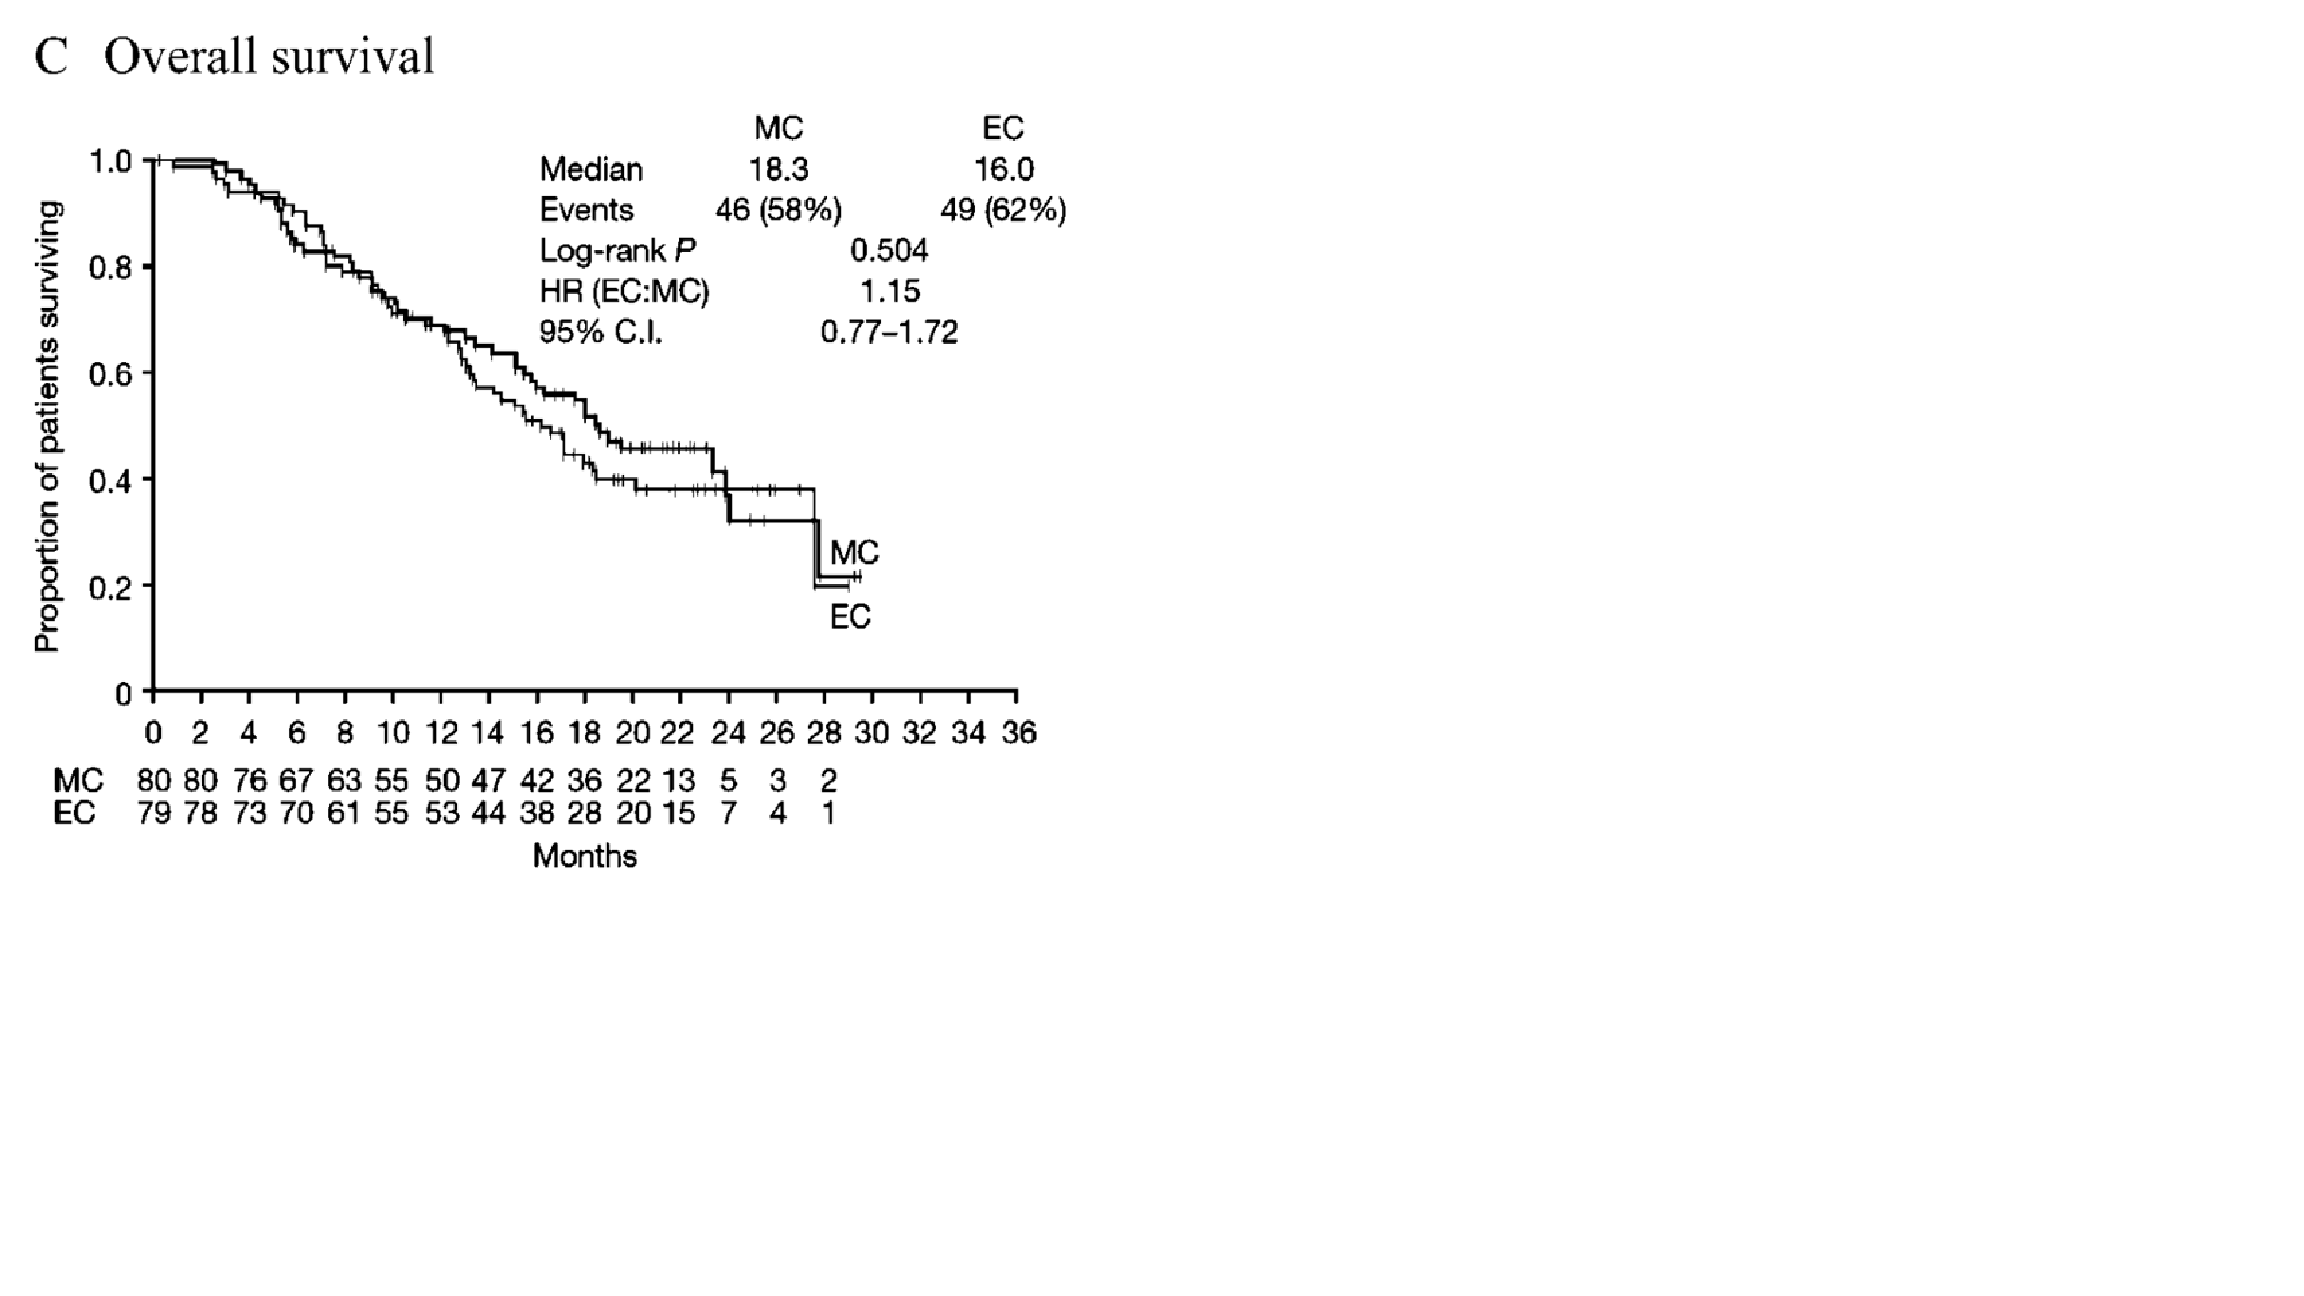 C Overall survival
MC EC
Median 18.3 16.0
Events 46 (58%) 49 (62%)
Log-rank P 0.504
HR (EC:MC) 1.15
95% C.I. 0.77–1.72
Proportion of patients surviving
1.0
0.8
0.6
0.4
0.2
0
MC
EC
0 2 4 6 8 10 12 14 16 18 20 22 24 26 28 30 32 34 36
MC 80 80 76 67 63 55 50 47 42 36 22 13 5 3 2
EC 79 78 73 70 61 55 53 44 38 28 20 15 7 4 1
Months